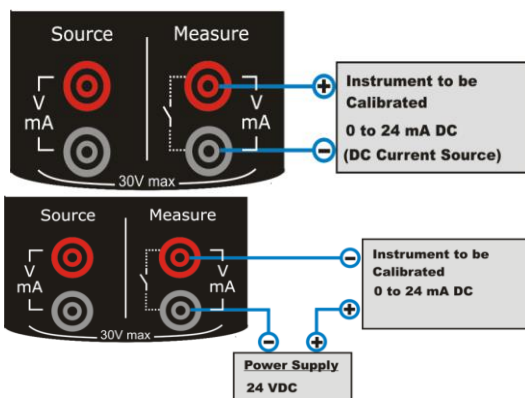 Source Measure
V V
mA mA
30V max
+
−
Instrument to be
Calibrated
0 to 24 mA DC
(DC Current Source)
Source Measure
V V
mA mA
30V max
−
+
Instrument to be
Calibrated
0 to 24 mA DC
− +
Power Supply
24 VDC